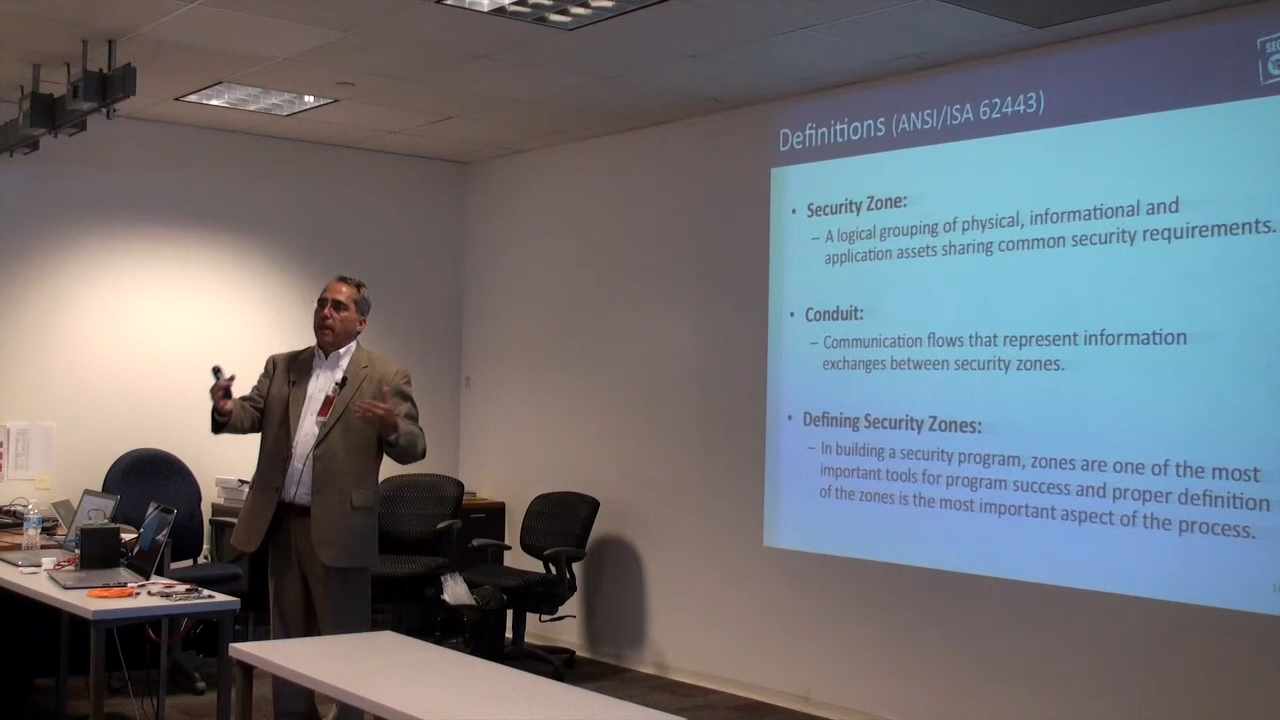 Definitions (ANSI/ISA 62443)
• Security Zone:
– A logical grouping of physical, informational and
application assets sharing common security requirements.
• Conduit:
– Communication flows that represent information
exchanges between security zones.
• Defining Security Zones:
– In building a security program, zones are one of the most
important tools for program success and proper definition
of the zones is the most important aspect of the process.